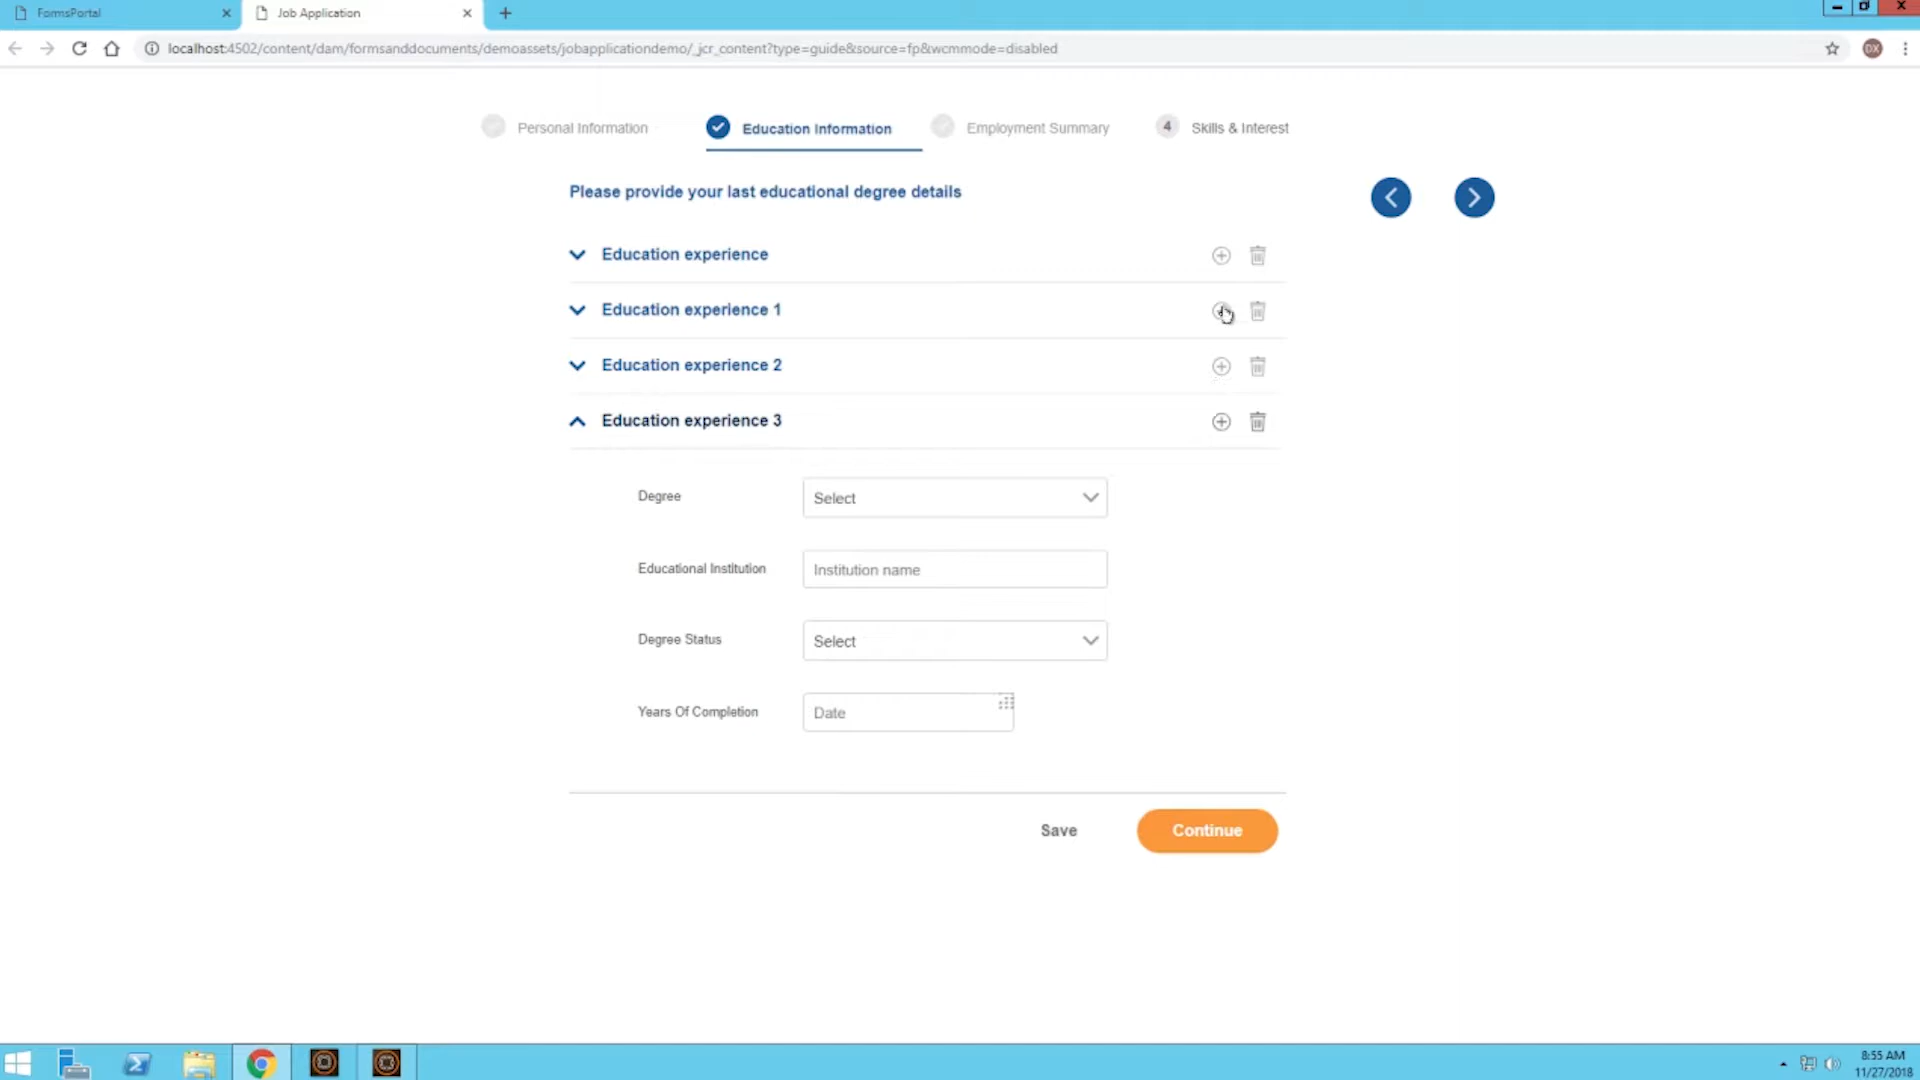 FormsPortal
Job Application
localhost:4502/content/dam/formsanddocuments/demoassets/jobapplicationdemo/_jcr_content?type=guide&source=fp&wcmmode=disabled
DX
Personal Information
Education Information
Employment Summary
4 Skills & Interest
Please provide your last educational degree details
Education experience
Education experience 1
Education experience 2
Education experience 3
Degree
Select
Educational Institution
Institution name
Degree Status
Select
Years Of Completion
Date
Save
Continue
8:55 AM
11/27/2018